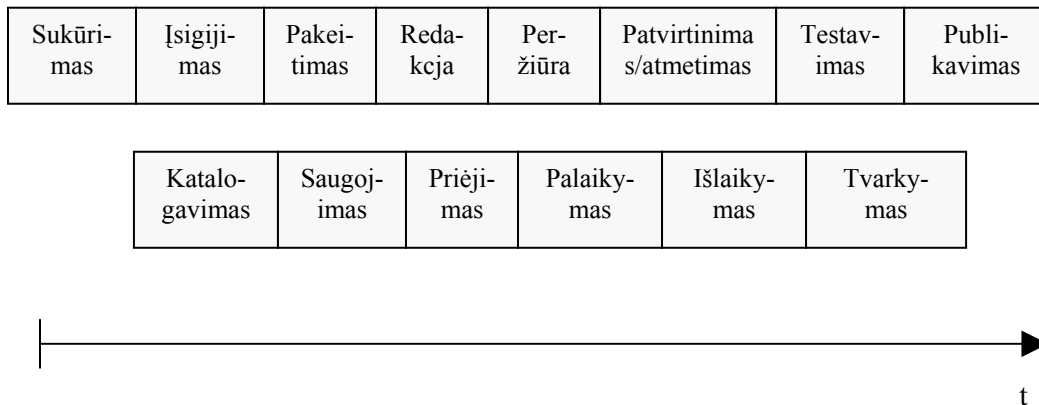 Sukūri-
mas
Įsigiji-
mas
Pakei-
timas
Reda-
kcja
Per-
žiūra
Patvirtinima
s/atmetimas
Testav-
imas
Publi-
kavimas
Katalo-
gavimas
Saugoj-
imas
Priėji-
mas
Palaiky-
mas
Išlaiky-
mas
Tvarky-
mas
t